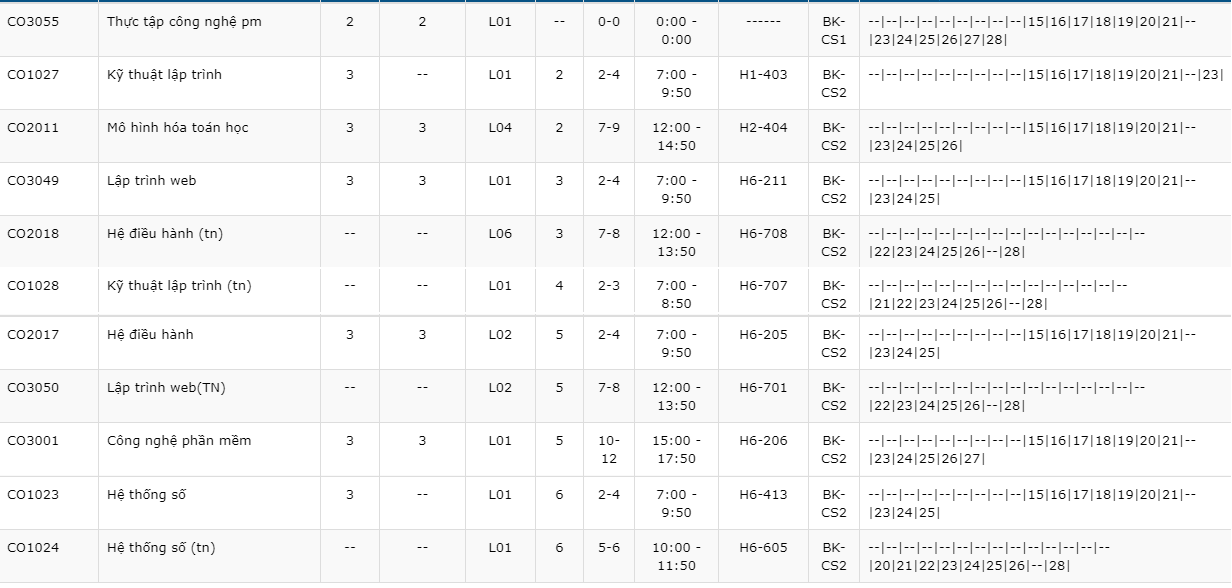 CO3055 Thực tập công nghệ pm 2 2 L01 -- 0-0 0:00 - ------ BK- --|--|--|--|--|--|--|--|--|15|16|17|18|19|20|21|--
0:00 CS1 |23|24|25|26|27|28|
CO1027 Kỹ thuật lập trình 3 -- L01 2 2-4 7:00 - H1-403 BK- --|--|--|--|--|--|--|--|--|15|16|17|18|19|20|21|--|23|
9:50 CS2
CO2011 Mô hình hóa toán học 3 3 L04 2 7-9 12:00 - H2-404 BK- --|--|--|--|--|--|--|--|--|15|16|17|18|19|20|21|--
14:50 CS2 |23|24|25|26|
CO3049 Lập trình web 3 3 L01 3 2-4 7:00 - H6-211 BK- --|--|--|--|--|--|--|--|--|15|16|17|18|19|20|21|--
9:50 CS2 |23|24|25|
CO2018 Hệ điều hành (tn) -- -- L06 3 7-8 12:00 - H6-708 BK- --|--|--|--|--|--|--|--|--|--|--|--|--|--|--|--
13:50 CS2 |22|23|24|25|26|--|28|
CO1028 Kỹ thuật lập trình (tn) -- -- L01 4 2-3 7:00 - H6-707 BK- --|--|--|--|--|--|--|--|--|--|--|--|--|--|--
8:50 CS2 |21|22|23|24|25|26|--|28|
CO2017 Hệ điều hành 3 3 L02 5 2-4 7:00 - H6-205 BK- --|--|--|--|--|--|--|--|--|15|16|17|18|19|20|21|--
9:50 CS2 |23|24|25|
CO3050 Lập trình web(TN) -- -- L02 5 7-8 12:00 - H6-701 BK- --|--|--|--|--|--|--|--|--|--|--|--|--|--|--|--
13:50 CS2 |22|23|24|25|26|--|28|
CO3001 Công nghệ phần mềm 3 3 L01 5 10- 15:00 - H6-206 BK- --|--|--|--|--|--|--|--|--|15|16|17|18|19|20|21|--
12 17:50 CS2 |23|24|25|26|27|
CO1023 Hệ thống số 3 -- L01 6 2-4 7:00 - H6-413 BK- --|--|--|--|--|--|--|--|--|15|16|17|18|19|20|21|--
9:50 CS2 |23|24|25|
CO1024 Hệ thống số (tn) -- -- L01 6 5-6 10:00 - H6-605 BK- --|--|--|--|--|--|--|--|--|--|--|--|--|--
11:50 CS2 |20|21|22|23|24|25|26|--|28|